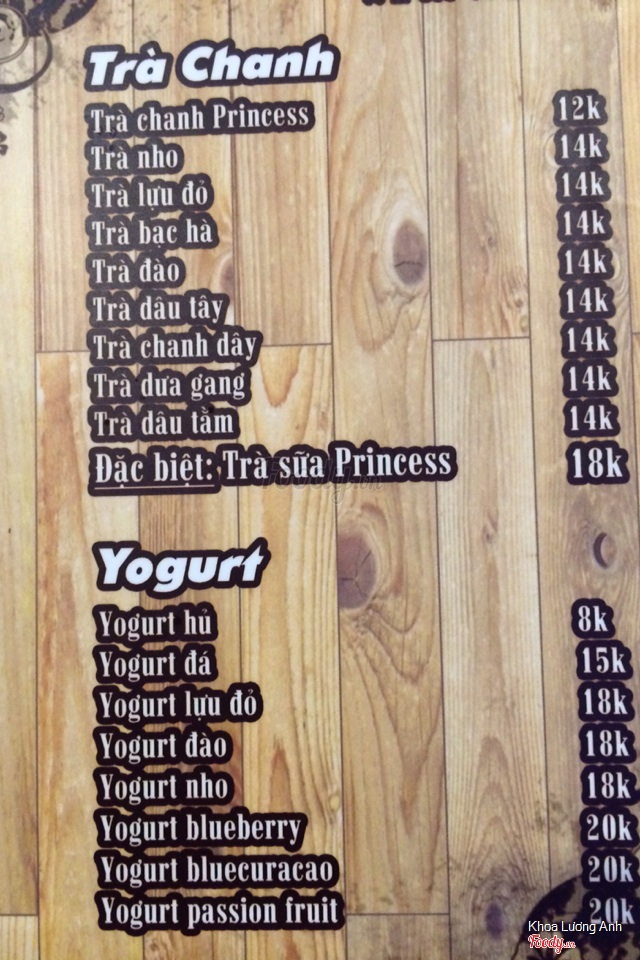 Trà Chanh
Trà chanh Princess 12k
Trà nho 14k
Trà lựu đỏ 14k
Trà bạc hà 14k
Trà đào 14k
Trà dâu tây 14k
Trà chanh dây 14k
Trà dưa gang 14k
Trà dâu tằm 14k
Đặc biệt: Trà sữa Princess 18k
Yogurt
Yogurt hủ 8k
Yogurt đá 15k
Yogurt lựu đỏ 18k
Yogurt đào 18k
Yogurt nho 18k
Yogurt blueberry 20k
Yogurt bluecuracao 20k
Yogurt passion fruit 20k
Khoa Lương Anh
Foody.vn